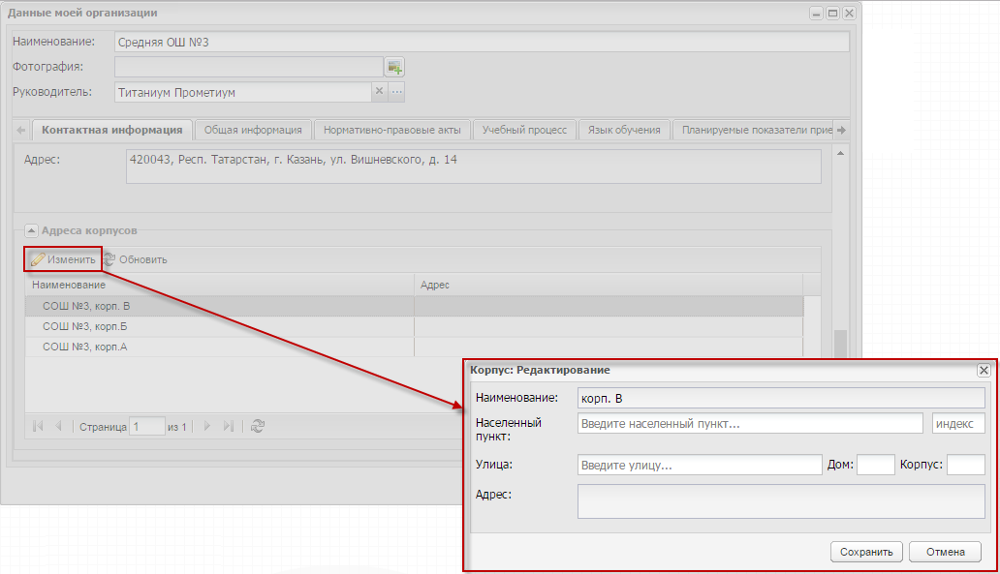 Данные моей организации
Наименование: Средняя ОШ №3
Фотография:
Руководитель: Титаниум Прометиум
Контактная информация Общая информация Нормативно-правовые акты Учебный процесс Язык обучения Планируемые показатели прие
Адрес: 420043, Респ. Татарстан, г. Казань, ул. Вишневского, д. 14
Адреса корпусов
Изменить Обновить
Наименование Адрес
СОШ №3, корп. В
СОШ №3, корп.Б
СОШ №3, корп.А
Страница 1 из 1
Корпус: Редактирование
Наименование: корп. В
Населенный пункт: Введите населенный пункт... индекс
Улица: Введите улицу... Дом: Корпус:
Адрес:
Сохранить Отмена